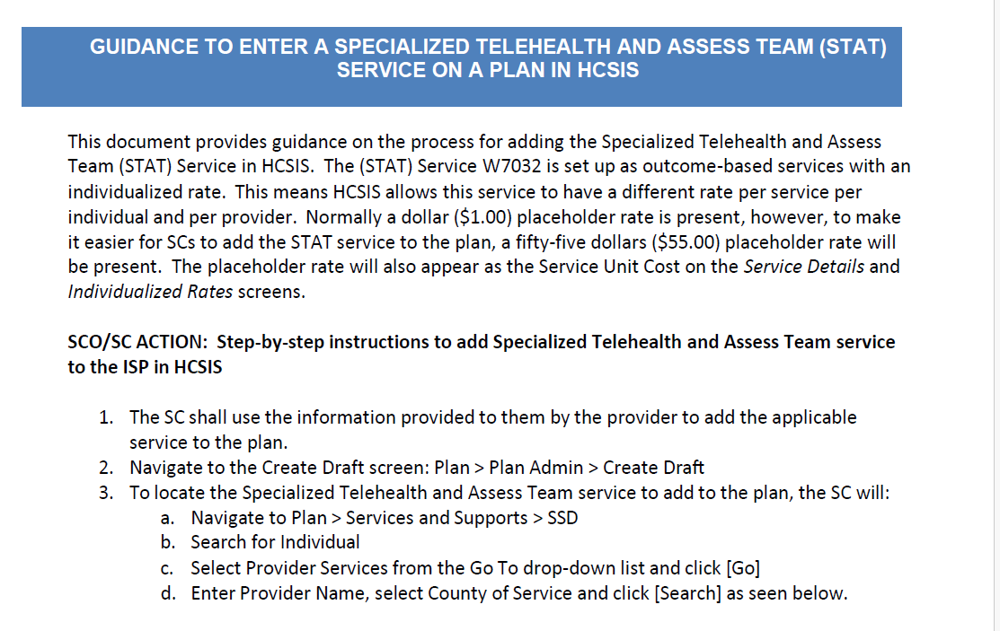 GUIDANCE TO ENTER A SPECIALIZED TELEHEALTH AND ASSESS TEAM (STAT)
SERVICE ON A PLAN IN HCSIS
This document provides guidance on the process for adding the Specialized Telehealth and Assess
Team (STAT) Service in HCSIS.  The (STAT) Service W7032 is set up as outcome-based services with an
individualized rate.  This means HCSIS allows this service to have a different rate per service per
individual and per provider.  Normally a dollar ($1.00) placeholder rate is present, however, to make
it easier for SCs to add the STAT service to the plan, a fifty-five dollars ($55.00) placeholder rate will
be present.  The placeholder rate will also appear as the Service Unit Cost on the Service Details and
Individualized Rates screens.
SCO/SC ACTION:  Step-by-step instructions to add Specialized Telehealth and Assess Team service
to the ISP in HCSIS
1. The SC shall use the information provided to them by the provider to add the applicable
service to the plan.
2. Navigate to the Create Draft screen: Plan > Plan Admin > Create Draft
3. To locate the Specialized Telehealth and Assess Team service to add to the plan, the SC will:
a. Navigate to Plan > Services and Supports > SSD
b. Search for Individual
c. Select Provider Services from the Go To drop-down list and click [Go]
d. Enter Provider Name, select County of Service and click [Search] as seen below.